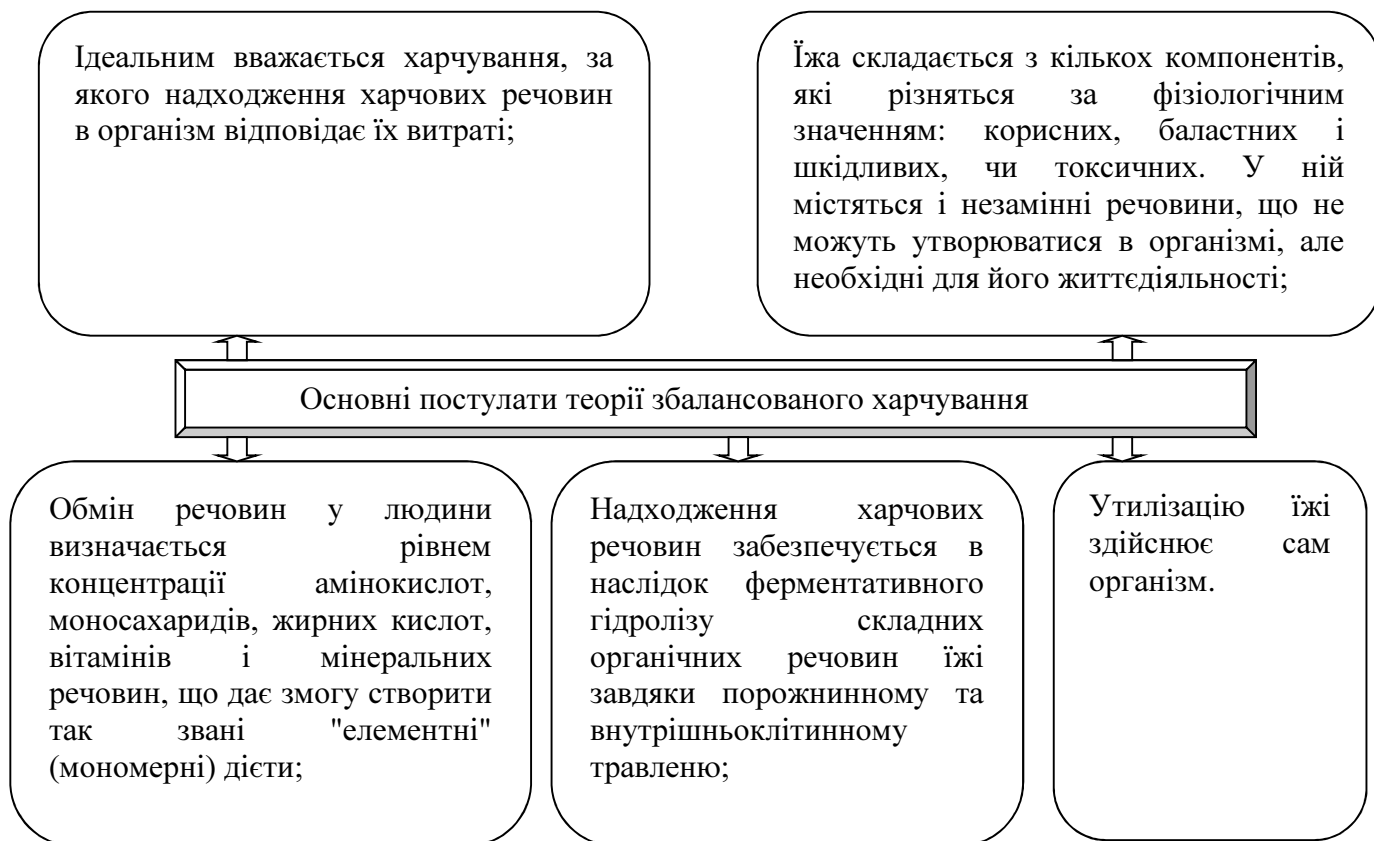 Ідеальним вважається харчування, за
якого надходження харчових речовин
в організм відповідає їх витраті;
Їжа складається з кількох компонентів,
які різняться за фізіологічним
значенням: корисних, баластних і
шкідливих, чи токсичних. У ній
містяться і незамінні речовини, що не
можуть утворюватися в організмі, але
необхідні для його життєдіяльності;
Основні постулати теорії збалансованого харчування
Обмін речовин у людини
визначається рівнем
концентрації амінокислот,
моносахаридів, жирних кислот,
вітамінів і мінеральних
речовин, що дає змогу створити
так звані "елементні"
(мономерні) дієти;
Надходження харчових
речовин забезпечується в
наслідок ферментативного
гідролізу складних
органічних речовин їжі
завдяки порожнинному та
внутрішньоклітинному
травленю;
Утилізацію їжі
здійснює сам
організм.